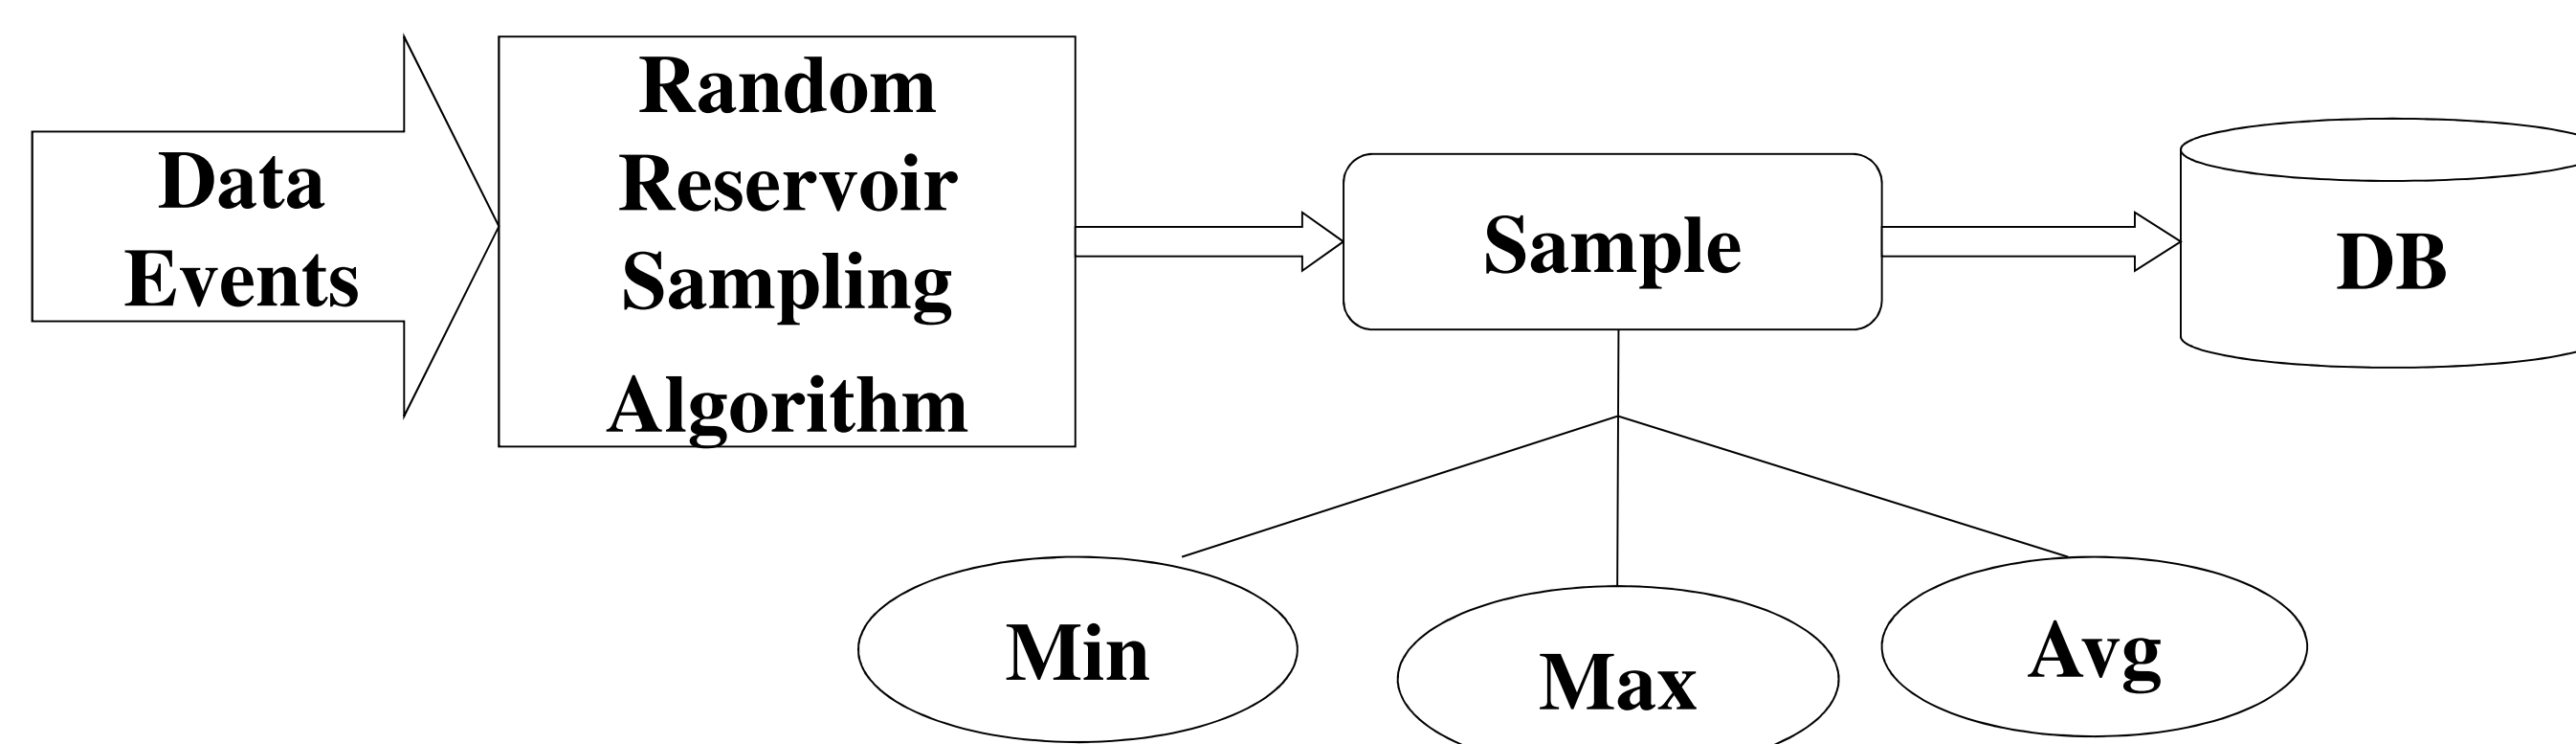 Data
Events
Random
Reservoir
Sampling
Algorithm
Sample
DB
Min
Max
Avg